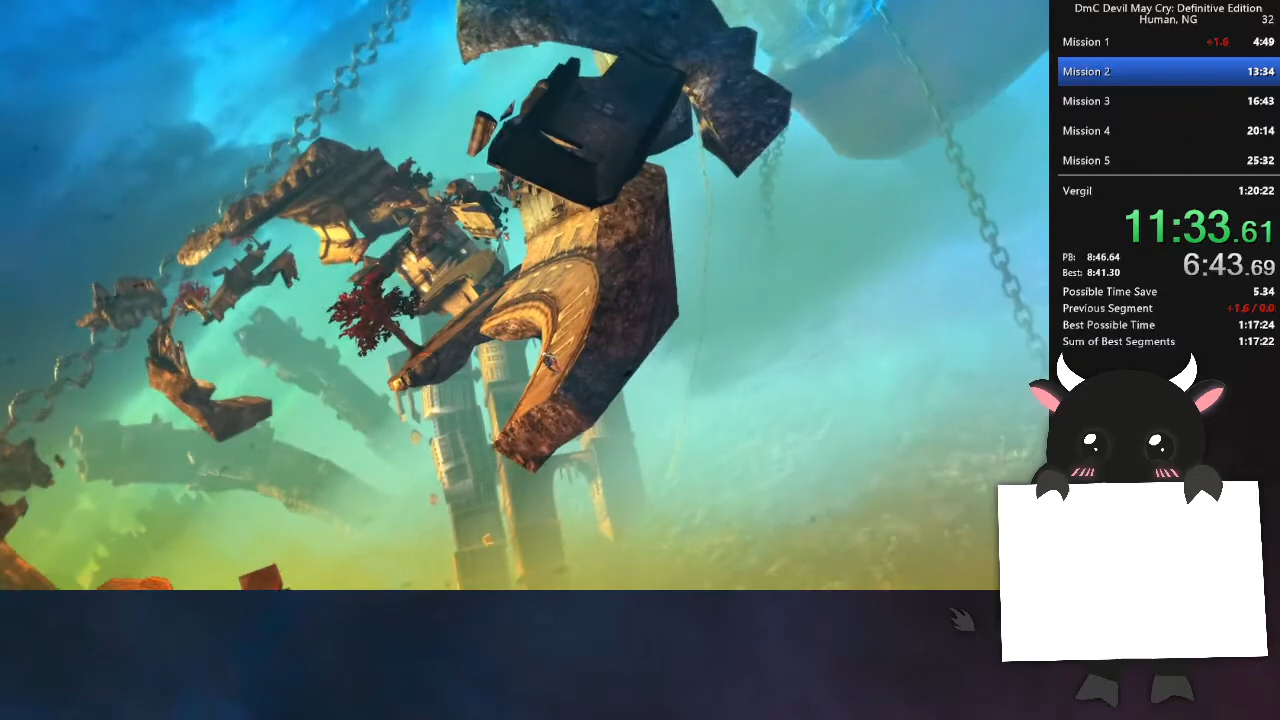 DmC Devil May Cry: Definitive Edition
Human, NG 32
Mission 1 +1.6 4:49
Mission 2 13:34
Mission 3 16:43
Mission 4 20:14
Mission 5 25:32
Vergil 1:20:22
11:33.61
PB: 8:46.64 6:43.69
Best: 8:41.30
Possible Time Save 5.34
Previous Segment +1.6 / 0.0
Best Possible Time 1:17:24
Sum of Best Segments 1:17:22